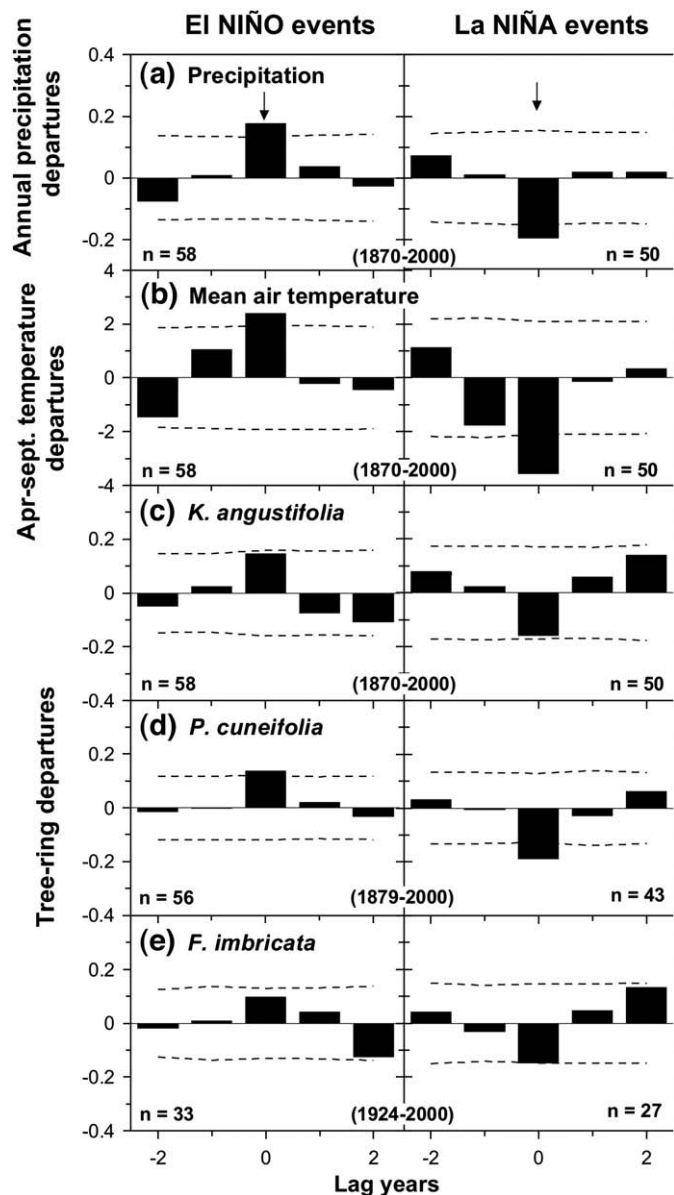 El NIÑO events La NIÑA events
Annual precipitation departures
0.4
0.2
0
-0.2
(a) Precipitation
n = 58 (1870-2000) n = 50
Apr-sept. temperature departures
4
2
0
-2
-4
(b) Mean air temperature
n = 58 (1870-2000) n = 50
Tree-ring departures
0.2
0
-0.2
-0.4
(c) K. angustifolia
n = 58 (1870-2000) n = 50
0.2
0
-0.2
-0.4
(d) P. cuneifolia
n = 56 (1879-2000) n = 43
0.2
0
-0.2
-0.4
(e) F. imbricata
n = 33 (1924-2000) n = 27
-2 0 2 -2 0 2
Lag years